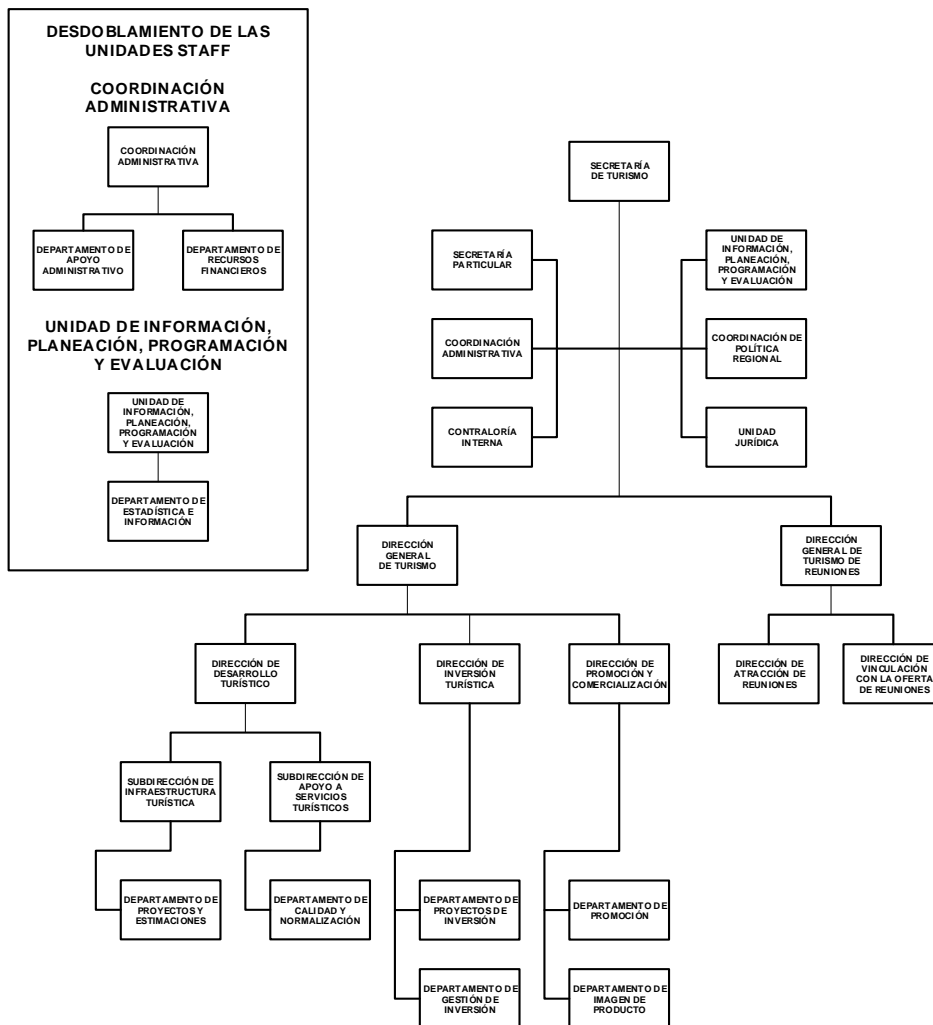 DESDOBLAMIENTO DE LAS
UNIDADES STAFF
COORDINACIÓN
ADMINISTRATIVA
COORDINACIÓN
ADMINISTRATIVA
DEPARTAMENTO DE
APOYO
ADMINISTRATIVO
DEPARTAMENTO DE
RECURSOS
FINANCIEROS
UNIDAD DE INFORMACIÓN,
PLANEACIÓN, PROGRAMACIÓN
Y EVALUACIÓN
UNIDAD DE
INFORMACIÓN,
PLANEACIÓN,
PROGRAMACIÓN
Y EVALUACIÓN
DEPARTAMENTO DE
ESTADÍSTICA E
INFORMACIÓN
SECRETARÍA
DE TURISMO
SECRETARÍA
PARTICULAR
UNIDAD DE
INFORMACIÓN,
PLANEACIÓN,
PROGRAMACIÓN
Y EVALUACIÓN
COORDINACIÓN
ADMINISTRATIVA
COORDINACIÓN DE
POLÍTICA
REGIONAL
CONTRALORÍA
INTERNA
UNIDAD
JURÍDICA
DIRECCIÓN
GENERAL
DE TURISMO
DIRECCIÓN
GENERAL DE
TURISMO DE
REUNIONES
DIRECCIÓN DE
DESARROLLO
TURÍSTICO
DIRECCIÓN DE
INVERSIÓN
TURÍSTICA
DIRECCIÓN DE
PROMOCIÓN Y
COMERCIALIZACIÓN
DIRECCIÓN DE
ATRACCIÓN DE
REUNIONES
DIRECCIÓN DE
VINCULACIÓN
CON LA OFERTA
DE REUNIONES
SUBDIRECCIÓN DE
INFRAESTRUCTURA
TURÍSTICA
SUBDIRECCIÓN DE
APOYO A
SERVICIOS
TURÍSTICOS
DEPARTAMENTO DE
PROYECTOS Y
ESTIMACIONES
DEPARTAMENTO DE
CALIDAD Y
NORMALIZACIÓN
DEPARTAMENTO DE
PROYECTOS DE
INVERSIÓN
DEPARTAMENTO DE
PROMOCIÓN
DEPARTAMENTO DE
GESTIÓN DE
INVERSIÓN
DEPARTAMENTO DE
IMAGEN DE
PRODUCTO